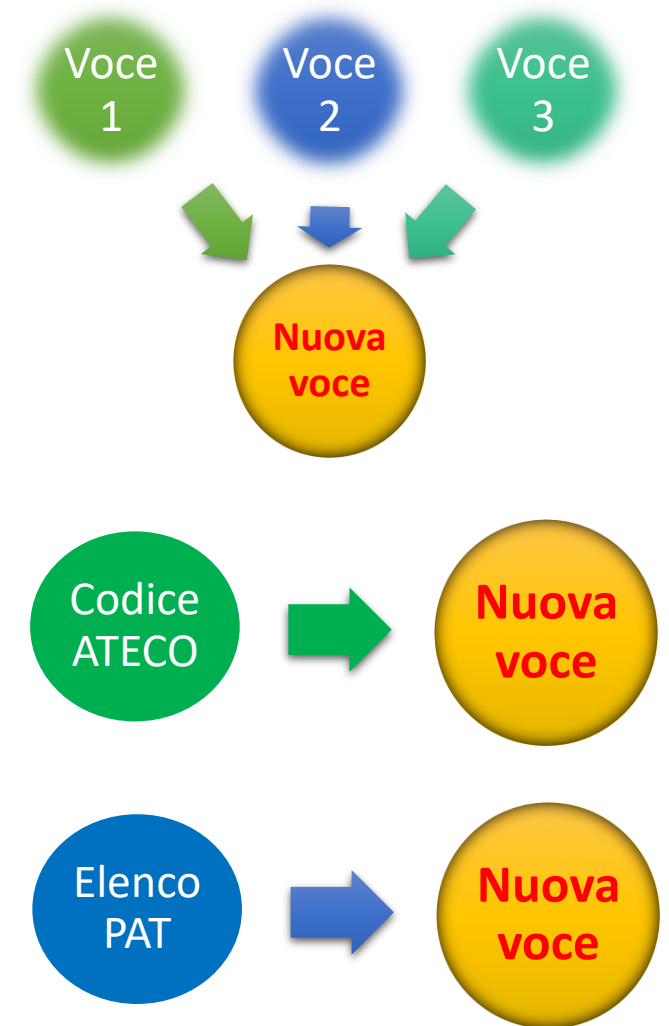 Voce
1
Voce
2
Voce
3
Nuova
voce
Codice
ATECO
Nuova
voce
Elenco
PAT
Nuova
voce